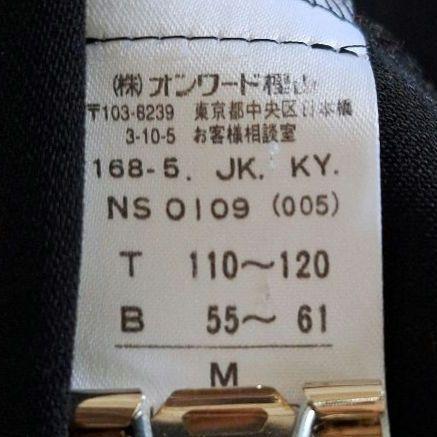 (株)オンワード樫山
〒103-8239 東京都中央区日本橋
3-10-5 お客様相談室
168-5. JK. KY.
NS 0109 (005)
T 110〜120
B 55〜 61
M